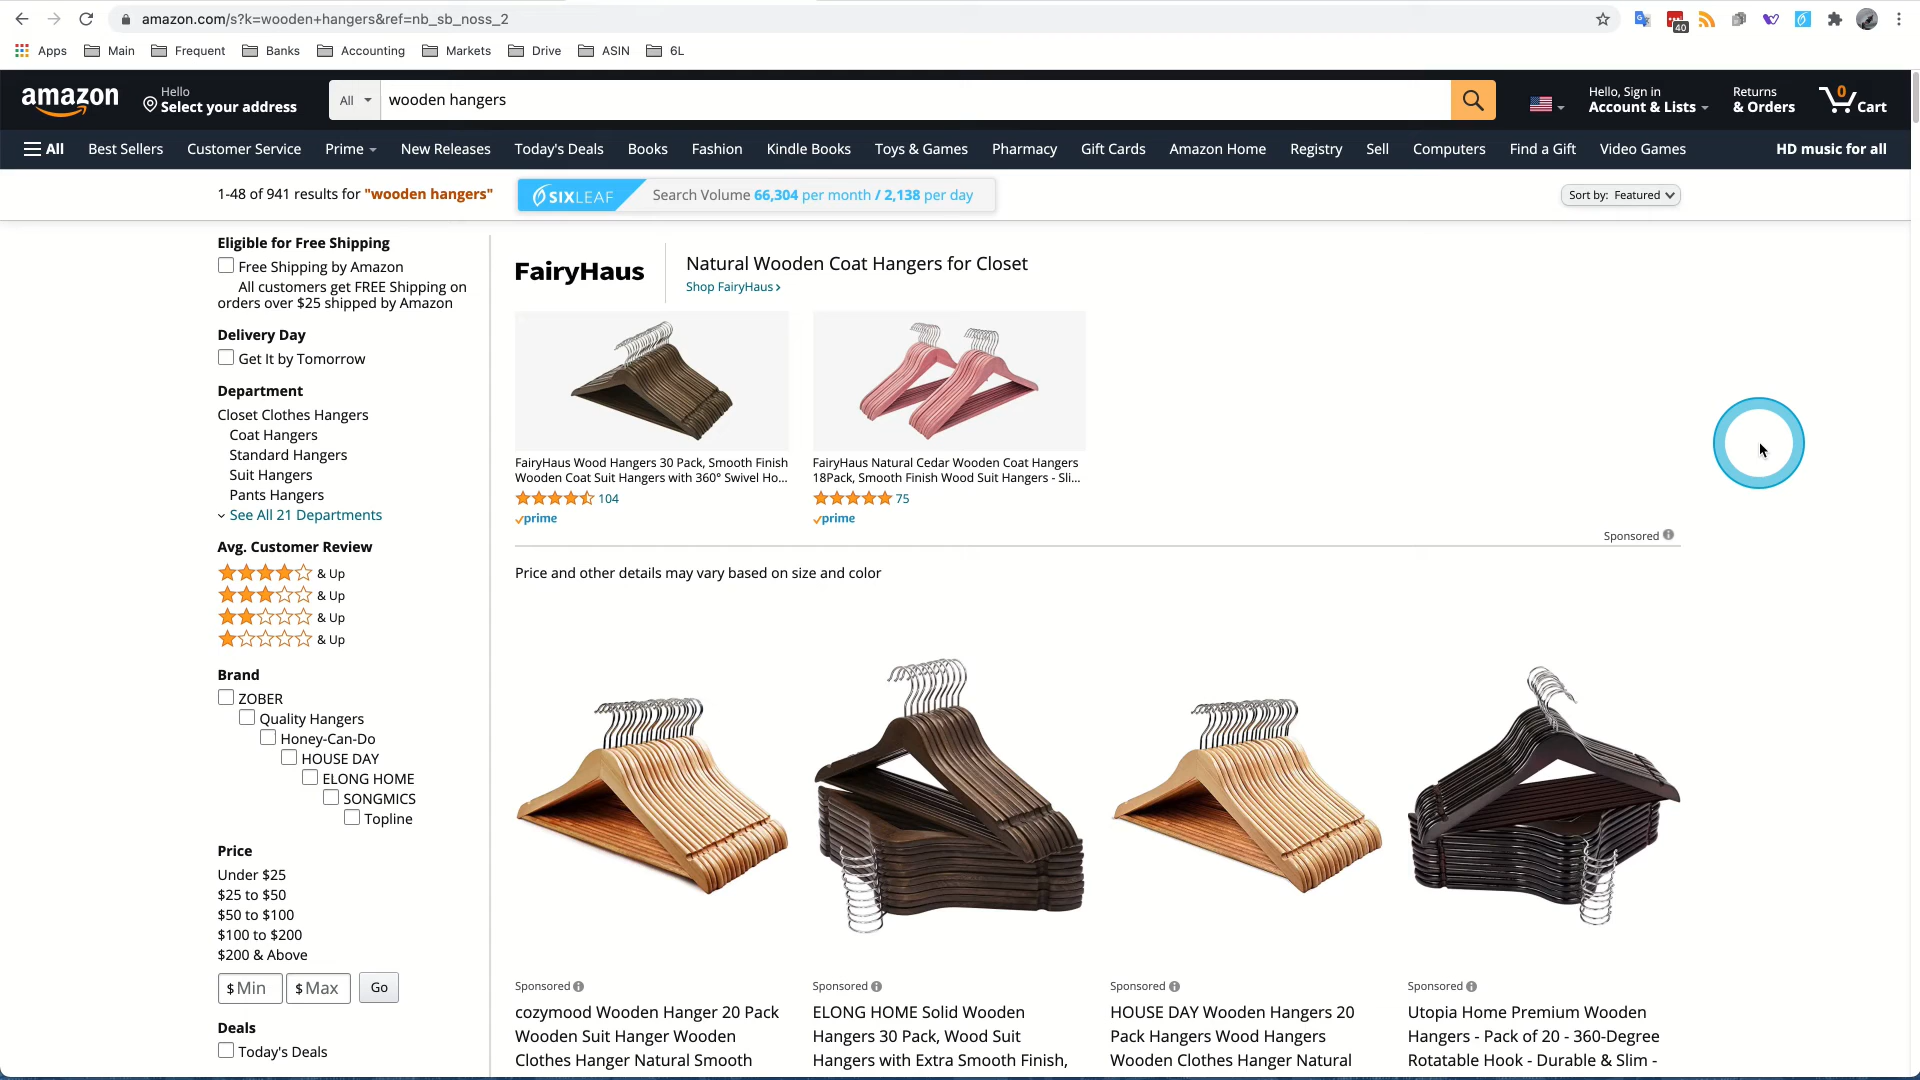 amazon.com/s?k=wooden+hangers&ref=nb_sb_noss_2
40
Apps Main Frequent Banks Accounting Markets Drive ASIN 6L
amazon
Hello
Select your address
All
wooden hangers
Hello, Sign in
Account & Lists
Returns
& Orders
0
Cart
All Best Sellers Customer Service Prime New Releases Today's Deals Books Fashion Kindle Books Toys & Games Pharmacy Gift Cards Amazon Home Registry Sell Computers Find a Gift Video Games HD music for all
1-48 of 941 results for "wooden hangers"
SIXLEAF Search Volume 66,304 per month / 2,138 per day
Sort by: Featured
Eligible for Free Shipping
Free Shipping by Amazon
All customers get FREE Shipping on
orders over $25 shipped by Amazon
Delivery Day
Get It by Tomorrow
Department
Closet Clothes Hangers
Coat Hangers
Standard Hangers
Suit Hangers
Pants Hangers
See All 21 Departments
Avg. Customer Review
& Up
& Up
& Up
& Up
Brand
ZOBER
Quality Hangers
Honey-Can-Do
HOUSE DAY
ELONG HOME
SONGMICS
Topline
Price
Under $25
$25 to $50
$50 to $100
$100 to $200
$200 & Above
$ Min $ Max Go
Deals
Today's Deals
FairyHaus
Natural Wooden Coat Hangers for Closet
Shop FairyHaus ›
FairyHaus Wood Hangers 30 Pack, Smooth Finish
Wooden Coat Suit Hangers with 360° Swivel Ho...
104
prime
FairyHaus Natural Cedar Wooden Coat Hangers
18Pack, Smooth Finish Wood Suit Hangers - Sli...
75
prime
Sponsored
Price and other details may vary based on size and color
Sponsored
cozymood Wooden Hanger 20 Pack
Wooden Suit Hanger Wooden
Clothes Hanger Natural Smooth
Sponsored
ELONG HOME Solid Wooden
Hangers 30 Pack, Wood Suit
Hangers with Extra Smooth Finish,
Sponsored
HOUSE DAY Wooden Hangers 20
Pack Hangers Wood Hangers
Wooden Clothes Hanger Natural
Sponsored
Utopia Home Premium Wooden
Hangers - Pack of 20 - 360-Degree
Rotatable Hook - Durable & Slim -